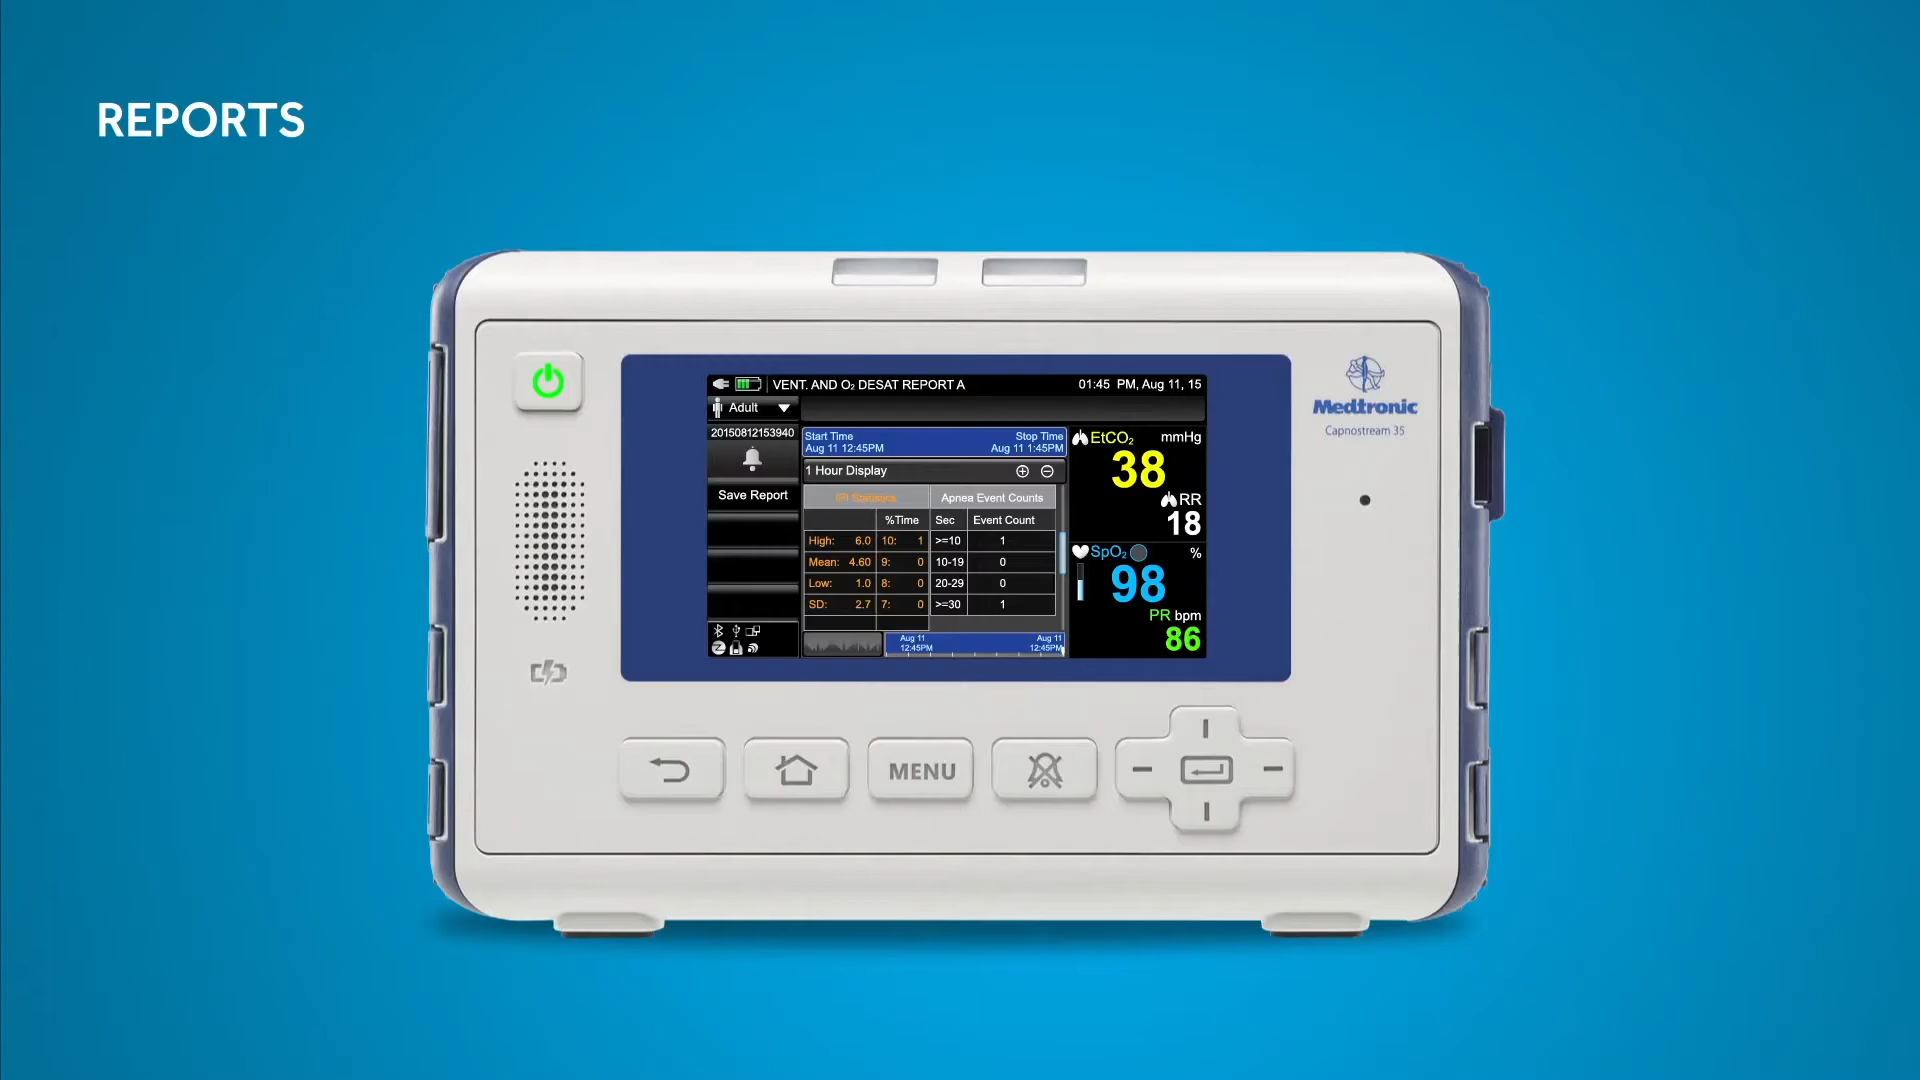 REPORTS
VENT. AND O₂ DESAT REPORT A
01:45 PM, Aug 11, 15
Adult
20150812153940
Save Report
Start Time
Aug 11 12:45PM
Stop Time
Aug 11 1:45PM
1 Hour Display
IPI Statistics
Apnea Event Counts
%Time Sec Event Count
High: 6.0 10: 1 >=10 1
Mean: 4.60 9: 0 10-19 0
Low: 1.0 8: 0 20-29 0
SD: 2.7 7: 0 >=30 1
Aug 11
12:45PM
Aug 11
12:45PM
EtCO₂ mmHg
38
RR
18
SpO₂ %
98
PR bpm
86
Medtronic
Capnostream 35
MENU